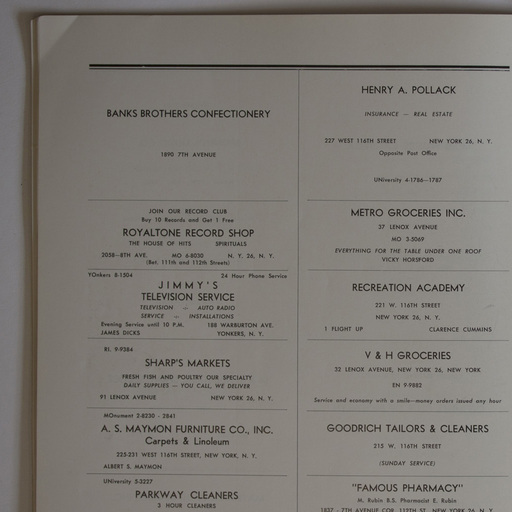 BANKS BROTHERS CONFECTIONERY
1890 7TH AVENUE
JOIN OUR RECORD CLUB
Buy 10 Records and Get 1 Free
ROYALTONE RECORD SHOP
THE HOUSE OF HITS SPIRITUALS
2058—8TH AVE. MO 6-8030 N. Y. 26, N. Y.
(Bet. 111th and 112th Streets)
YOnkers 8-1504 24 Hour Phone Service
JIMMY'S
TELEVISION SERVICE
TELEVISION — AUTO RADIO
SERVICE — INSTALLATIONS
Evening Service until 10 P.M. 188 WARBURTON AVE.
JAMES DICKS YONKERS, N. Y.
RI. 9-9384
SHARP'S MARKETS
FRESH FISH AND POULTRY OUR SPECIALTY
DAILY SUPPLIES — YOU CALL, WE DELIVER
91 LENOX AVENUE NEW YORK 26, N. Y.
MOnument 2-8230 - 2841
A. S. MAYMON FURNITURE CO., INC.
Carpets & Linoleum
225-231 WEST 116TH STREET, NEW YORK, N. Y.
ALBERT S. MAYMON
UNiversity 5-3227
PARKWAY CLEANERS
3 HOUR CLEANERS
HENRY A. POLLACK
INSURANCE — REAL ESTATE
227 WEST 116TH STREET NEW YORK 26, N. Y.
Opposite Post Office
UNiversity 4-1786—1787
METRO GROCERIES INC.
37 LENOX AVENUE
MO 3-5069
EVERYTHING FOR THE TABLE UNDER ONE ROOF
VICKY HORSFORD
RECREATION ACADEMY
221 W. 116TH STREET
NEW YORK 26, N. Y.
1 FLIGHT UP CLARENCE CUMMINS
V & H GROCERIES
32 LENOX AVENUE, NEW YORK 26, NEW YORK
EN 9-9882
Service and economy with a smile—money orders issued any hour
GOODRICH TAILORS & CLEANERS
215 W. 116TH STREET
(SUNDAY SERVICE)
"FAMOUS PHARMACY"
M. Rubin B.S. Pharmacist E. Rubin
1837 - 7TH AVENUE COR. 112TH ST. NEW YORK 26, N. Y.